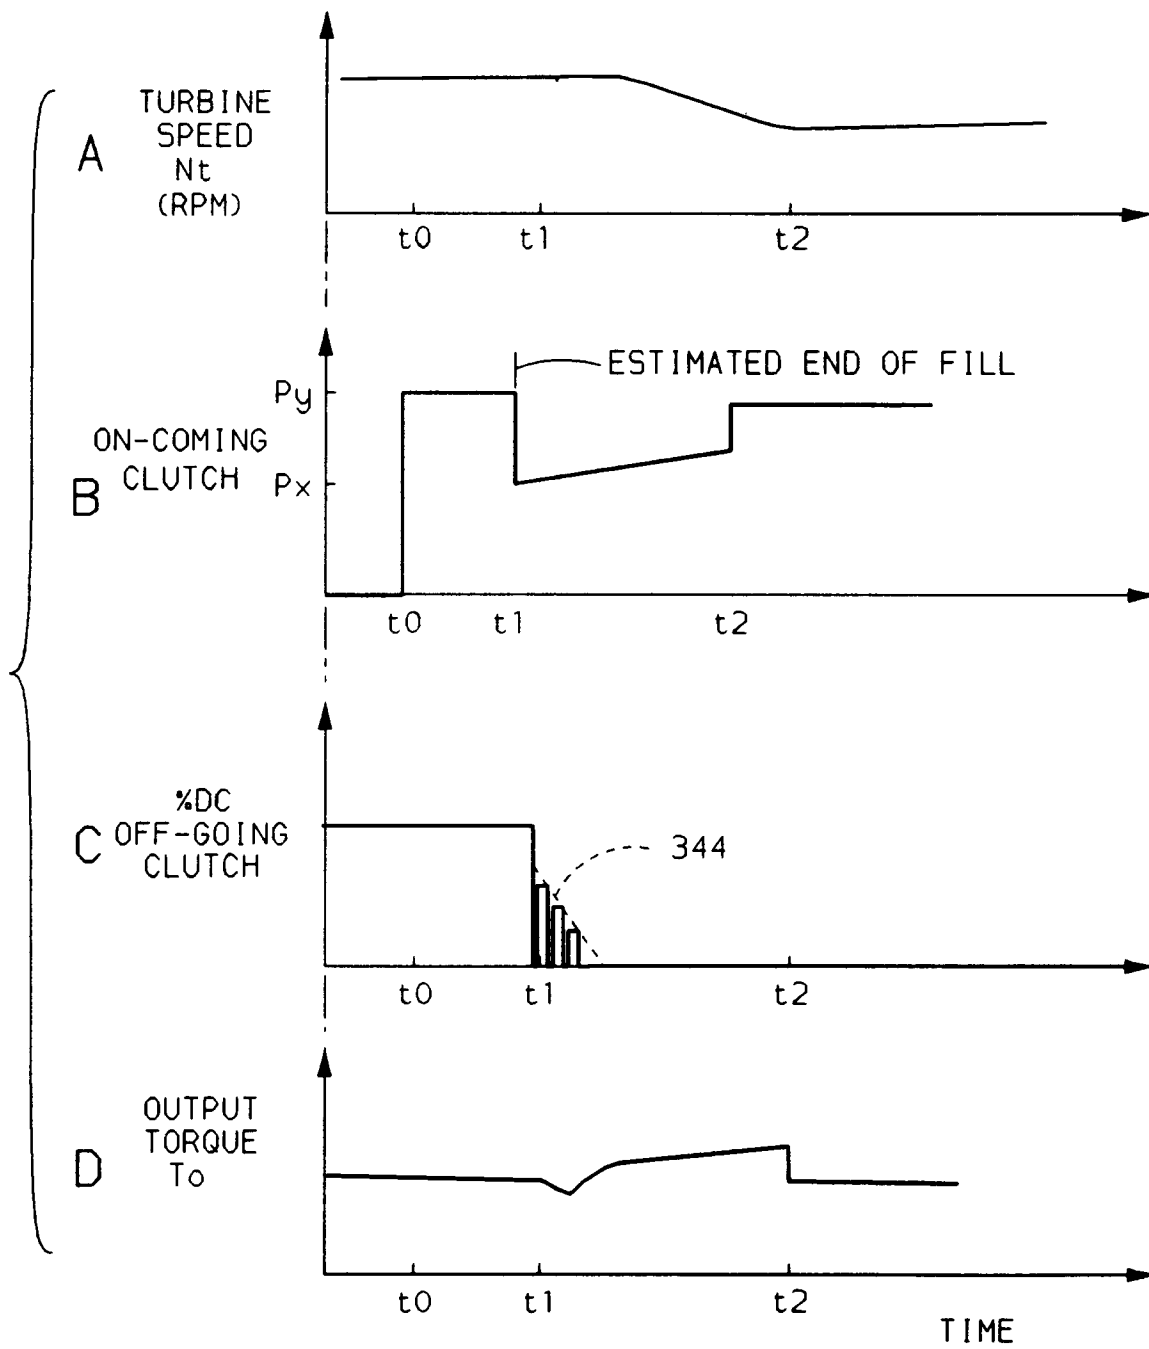 A
TURBINE
SPEED
Nt
(RPM)
t0 t1 t2
B
ON-COMING
CLUTCH
Py
Px
ESTIMATED END OF FILL
t0 t1 t2
C
%DC
OFF-GOING
CLUTCH
344
t0 t1 t2
D
OUTPUT
TORQUE
To
t0 t1 t2
TIME